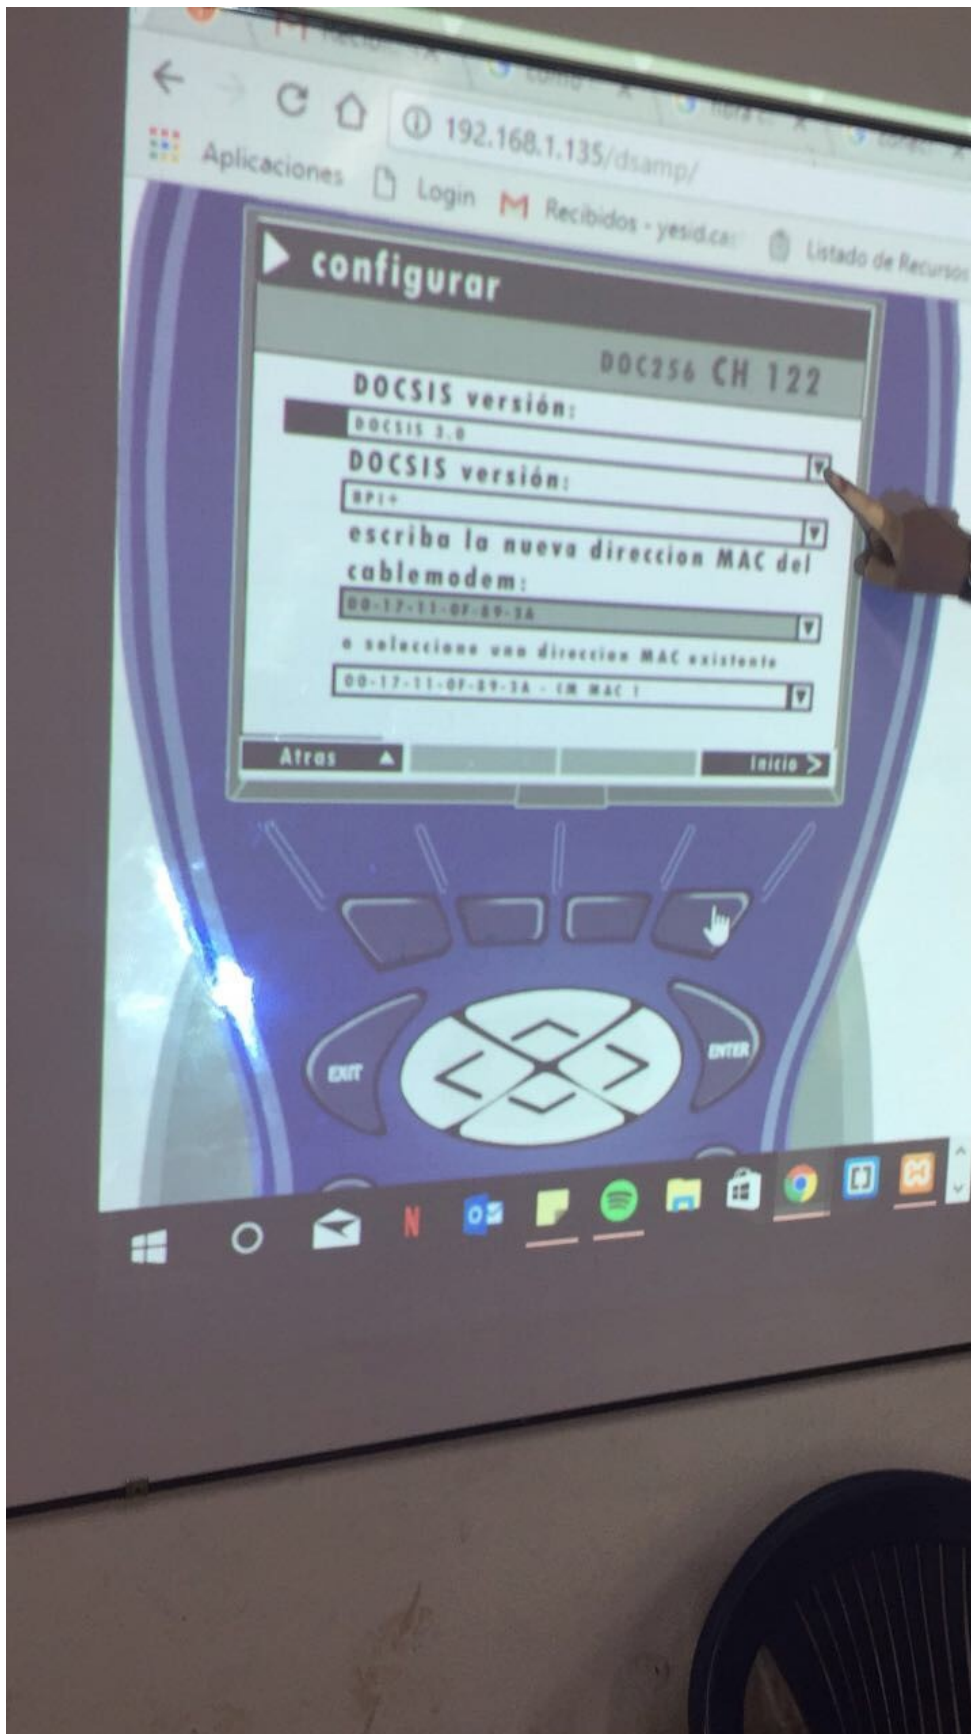 192.168.1.135/dsamp/
Aplicaciones Login Recibidos - yesid.ca Listado de Recursos
configurar
DOC256 CH 122
DOCSIS versión:
DOCSIS 3.0
DOCSIS versión:
BPI+
escriba la nueva direccion MAC del
cablemodem:
00-17-11-0F-89-3A
o seleccione una direccion MAC existente
00-17-11-0F-89-3A - CM MAC 1
Atras Inicio >
EXIT ENTER